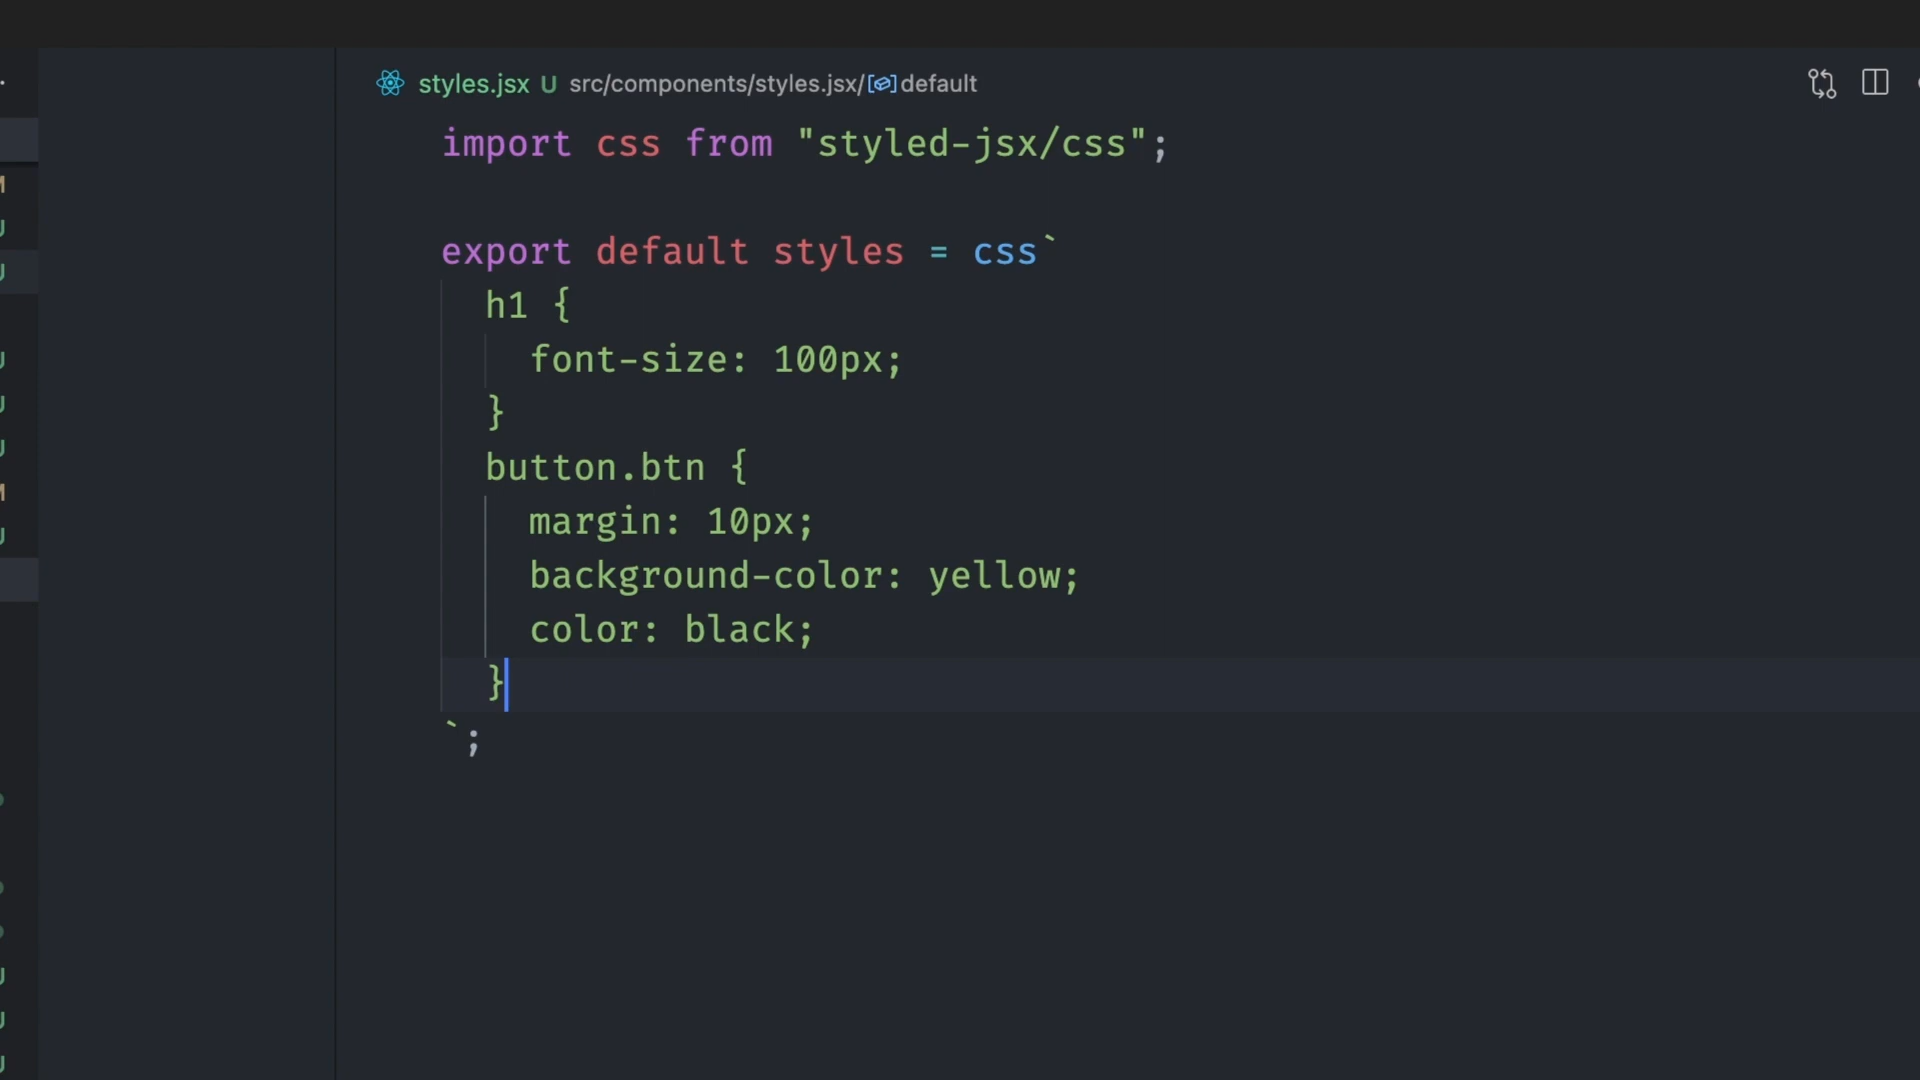 styles.jsx U src/components/styles.jsx/default
import css from "styled-jsx/css";
export default styles = css`
h1 {
font-size: 100px;
}
button.btn {
margin: 10px;
background-color: yellow;
color: black;
}
`;